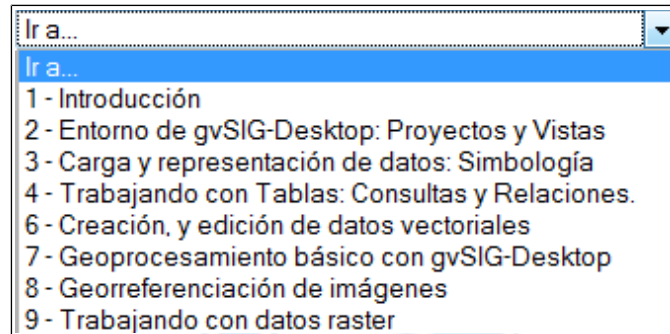 Ir a...
Ir a...
1 - Introducción
2 - Entorno de gvSIG-Desktop: Proyectos y Vistas
3 - Carga y representación de datos: Simbología
4 - Trabajando con Tablas: Consultas y Relaciones.
6 - Creación, y edición de datos vectoriales
7 - Geoprocesamiento básico con gvSIG-Desktop
8 - Georreferenciación de imágenes
9 - Trabajando con datos raster